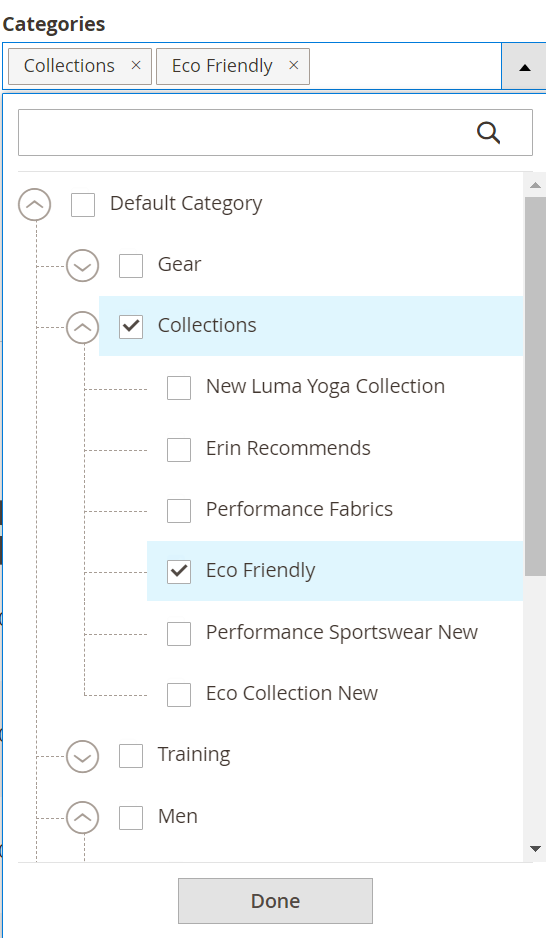 Categories
Collections × Eco Friendly ×
Default Category
Gear
Collections
New Luma Yoga Collection
Erin Recommends
Performance Fabrics
Eco Friendly
Performance Sportswear New
Eco Collection New
Training
Men
Done